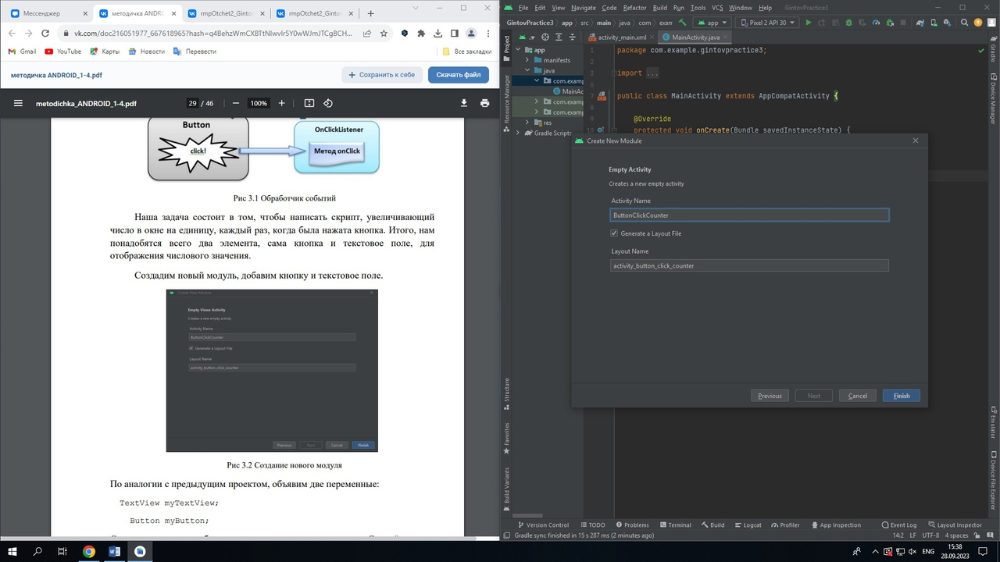 Мессенджер
методичка ANDRO
rmpOtchet2_Gintov
rmpOtchet2_Gintov
vk.com/doc216051977_667618965?hash=q4BehzWmCXBTtNIwvIr5Y0wWJmJTCgBCH...
Gmail
YouTube
Карты
Новости
Перевести
Все закладки
методичка ANDROID_1-4.pdf
Сохранить к себе
Скачать файл
metodichka_ANDROID_1-4.pdf
29 / 46
100%
Button
click!
OnClickListener
Метод onClick
Рис 3.1 Обработчик событий
Наша задача состоит в том, чтобы написать скрипт, увеличивающий
число в окне на единицу, каждый раз, когда была нажата кнопка. Итого, нам
понадобятся всего два элемента, сама кнопка и текстовое поле, для
отображения числового значения.
Создадим новый модуль, добавим кнопку и текстовое поле.
Create New Module
Empty Views Activity
Creates a new empty activity
Activity Name
ButtonClickCounter
Generate a Layout File
Layout Name
activity_button_click_counter
Previous
Next
Cancel
Finish
Рис 3.2 Создание нового модуля
По аналогии с предыдущим проектом, объявим две переменные:
TextView myTextView;
Button myButton;
File Edit View Navigate Code Refactor Build Run Tools VCS Window Help
GintovPractice3
GintovPractice3 app src main java com example
app
Pixel 2 API 30
activity_main.xml
MainActivity.java
Project
Resource Manager
Structure
Favorites
Build Variants
app
manifests
java
com.examp
MainAc
com.examp
com.examp
res
Gradle Scripts
1 package com.example.gintovpractice3;
2
3 import ...
6
7 public class MainActivity extends AppCompatActivity {
8
9 @Override
10 protected void onCreate(Bundle savedInstanceState) {
Create New Module
Empty Activity
Creates a new empty activity
Activity Name
ButtonClickCounter
Generate a Layout File
Layout Name
activity_button_click_counter
Previous
Next
Cancel
Finish
Gradle
Device Manager
Emulator
Device File Explorer
Version Control
TODO
Problems
Terminal
Build
Logcat
Profiler
App Inspection
Event Log
Layout Inspector
Gradle sync finished in 15 s 287 ms (2 minutes ago)
14:2 LF UTF-8 4 spaces
ENG
15:38
28.09.2023